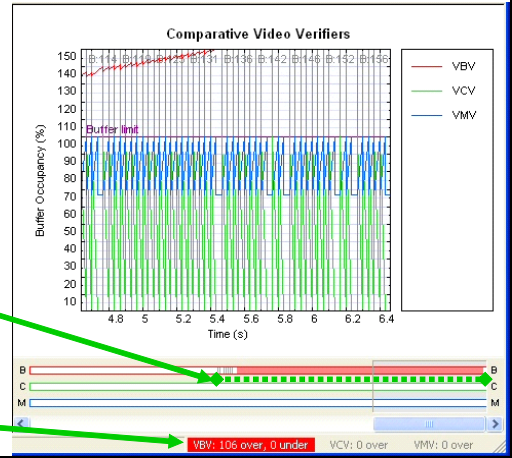 Comparative Video Verifiers
150
140
130
120
110
100
90
80
70
60
50
40
30
20
10
Buffer Occupancy (%)
B:114 B:118 B:123 B:131 B:136 B:142 B:146 B:152 B:156
Buffer limit
4.8 5 5.2 5.4 5.6 5.8 6 6.2 6.4
Time (s)
VBV
VCV
VMV
B B
C C
M M
VBV: 106 over, 0 under VCV: 0 over VMV: 0 over